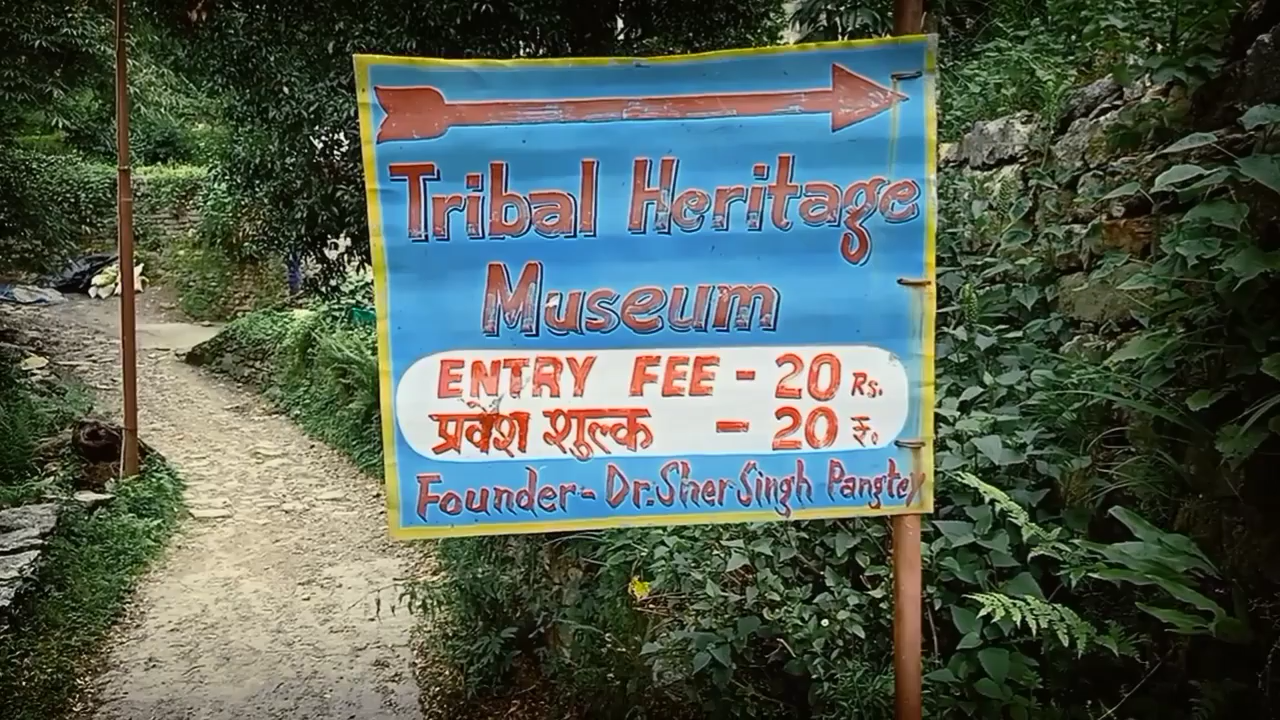 Tribal Heritage
Museum
ENTRY FEE - 20 Rs.
प्रवेश शुल्क - 20 रु.
Founder- Dr. Sher Singh Pangtey